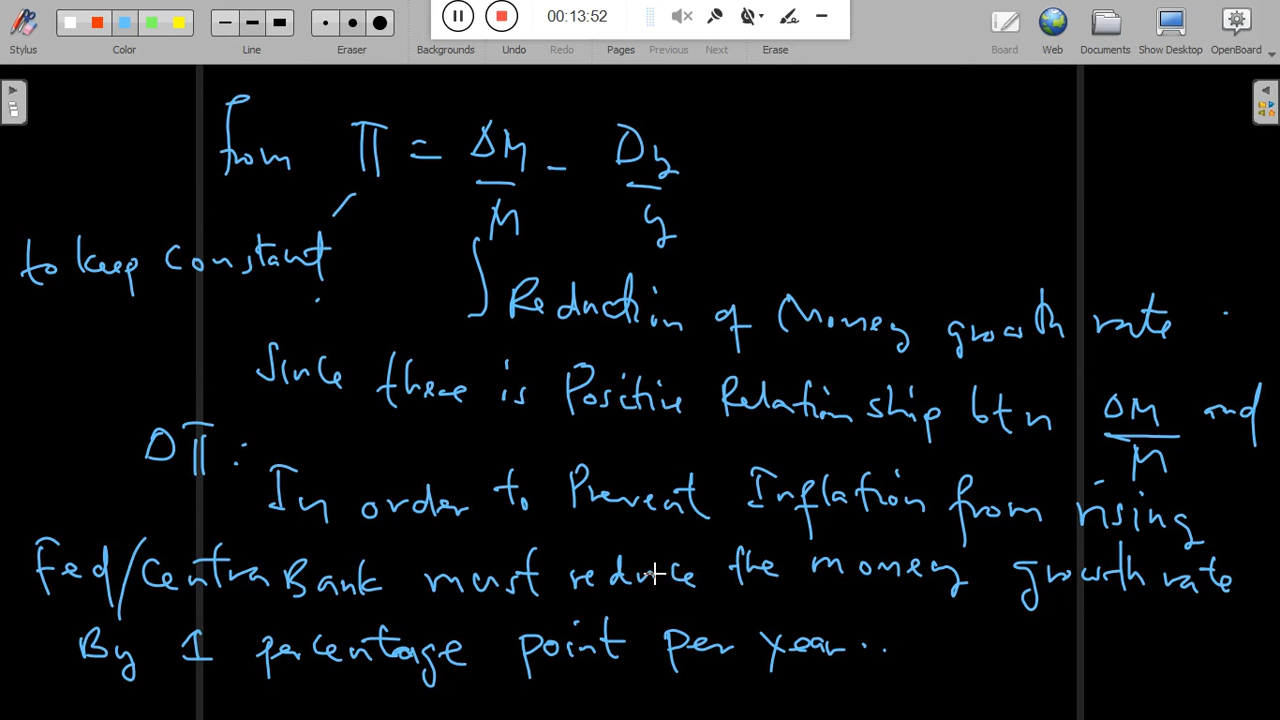 00:13:52
Stylus Color Line Eraser Backgrounds Undo Redo Pages Previous Next Erase Board Web Documents Show Desktop OpenBoard
from Π = ΔM/M - Dy/y
to keep constant
Reduction of Money growth rate.
Since there is Positive Relationship btn ΔM/M and
DΠ:
In order to Prevent Inflation from rising
Fed/Centra Bank must reduce the money growth rate
By 1 percentage point per year..